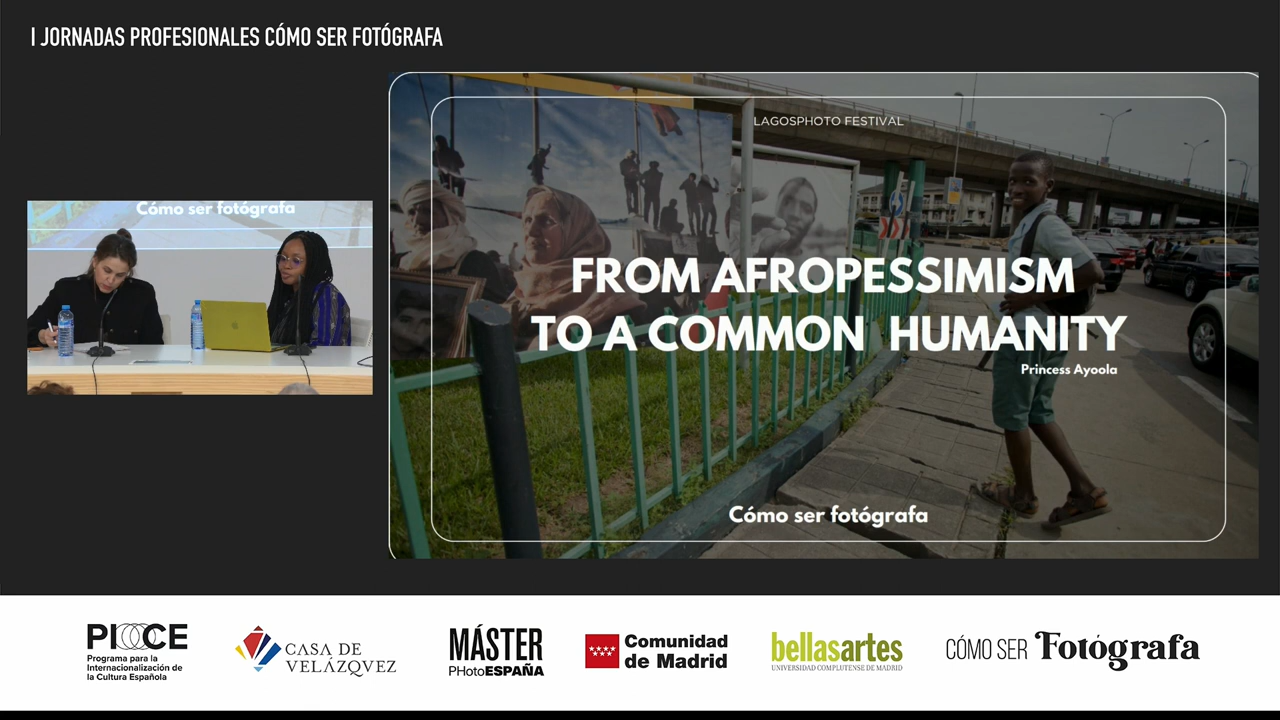 I JORNADAS PROFESIONALES CÓMO SER FOTÓGRAFA
Cómo ser fotógrafa
LAGOSPHOTO FESTIVAL
FROM AFROPESSIMISM
TO A COMMON HUMANITY
Princess Ayoola
Cómo ser fotógrafa
PICE
Programa para la
Internacionalización de
la Cultura Española
CASA DE
VELÁZQVEZ
MÁSTER
PHotoESPAÑA
Comunidad
de Madrid
bellasartes
UNIVERSIDAD COMPLUTENSE DE MADRID
CÓMO SER Fotógrafa